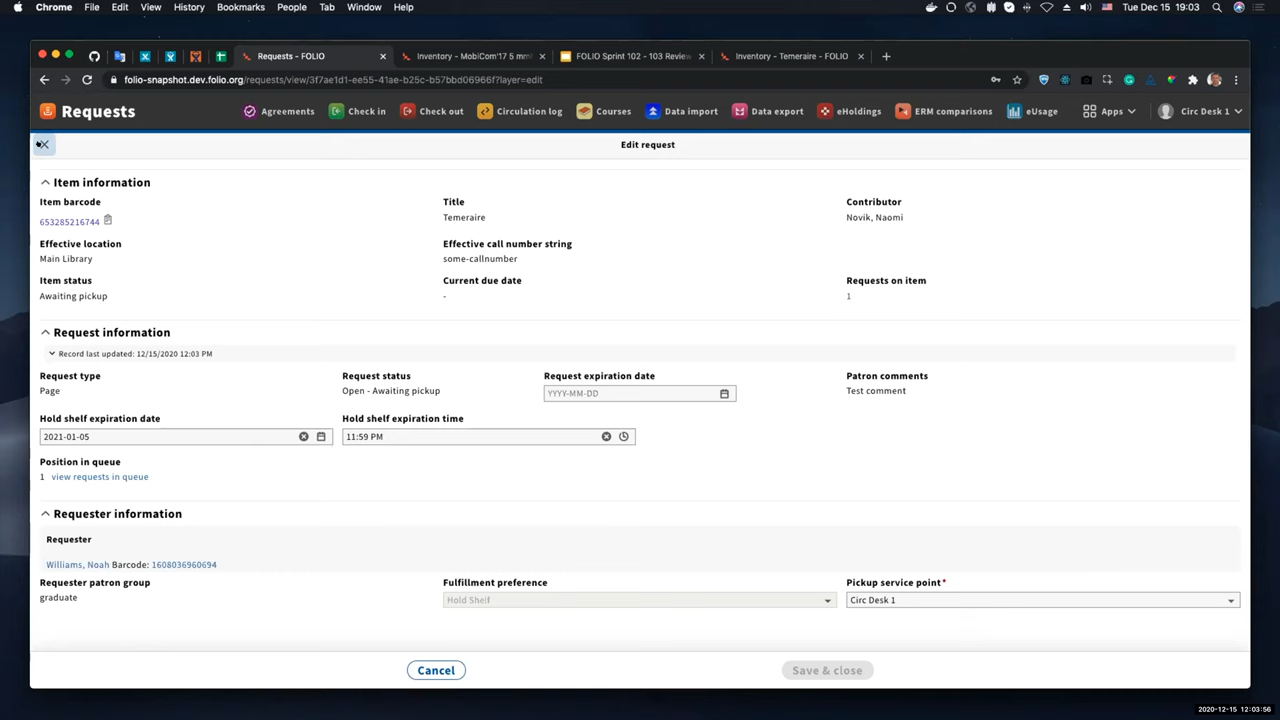 Chrome File Edit View History Bookmarks People Tab Window Help Tue Dec 15 19:03
Requests - FOLIO Inventory - MobiCom'17 5 mm FOLIO Sprint 102 - 103 Review Inventory - Temeraire - FOLIO
folio-snapshot.dev.folio.org/requests/view/3f7ae1d1-ee55-41ae-b25c-b57bbd06966f?layer=edit
Requests Agreements Check in Check out Circulation log Courses Data import Data export eHoldings ERM comparisons eUsage Apps Circ Desk 1
Edit request
Item information
Item barcode Title Contributor
653285216744 Temeraire Novik, Naomi
Effective location Effective call number string
Main Library some-callnumber
Item status Current due date Requests on item
Awaiting pickup - 1
Request information
Record last updated: 12/15/2020 12:03 PM
Request type Request status Request expiration date Patron comments
Page Open - Awaiting pickup YYYY-MM-DD Test comment
Hold shelf expiration date Hold shelf expiration time
2021-01-05 11:59 PM
Position in queue
1 view requests in queue
Requester information
Requester
Williams, Noah Barcode: 1608036960694
Requester patron group Fulfillment preference Pickup service point*
graduate Hold Shelf Circ Desk 1
Cancel Save & close
2020-12-15 12:03:56